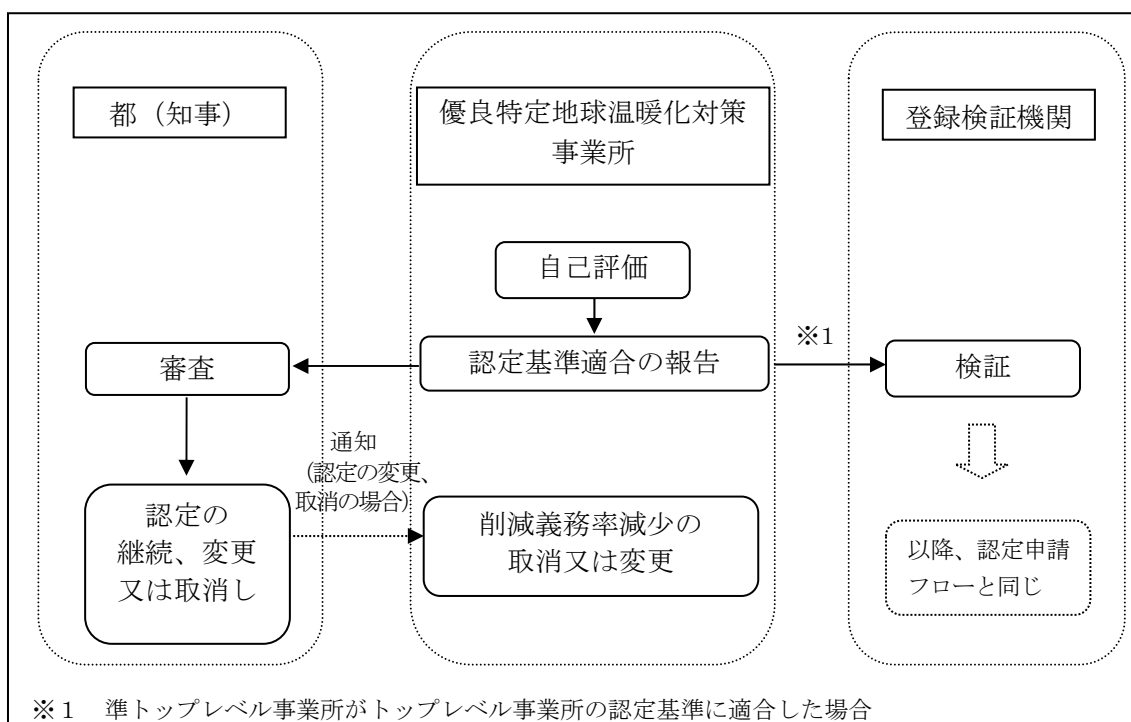 都（知事）
優良特定地球温暖化対策
事業所
登録検証機関
自己評価
※1
審査
認定基準適合の報告
検証
通知
（認定の変更、
取消の場合）
認定の
継続、変更
又は取消し
削減義務率減少の
取消又は変更
以降、認定申請
フローと同じ
※１　準トップレベル事業所がトップレベル事業所の認定基準に適合した場合